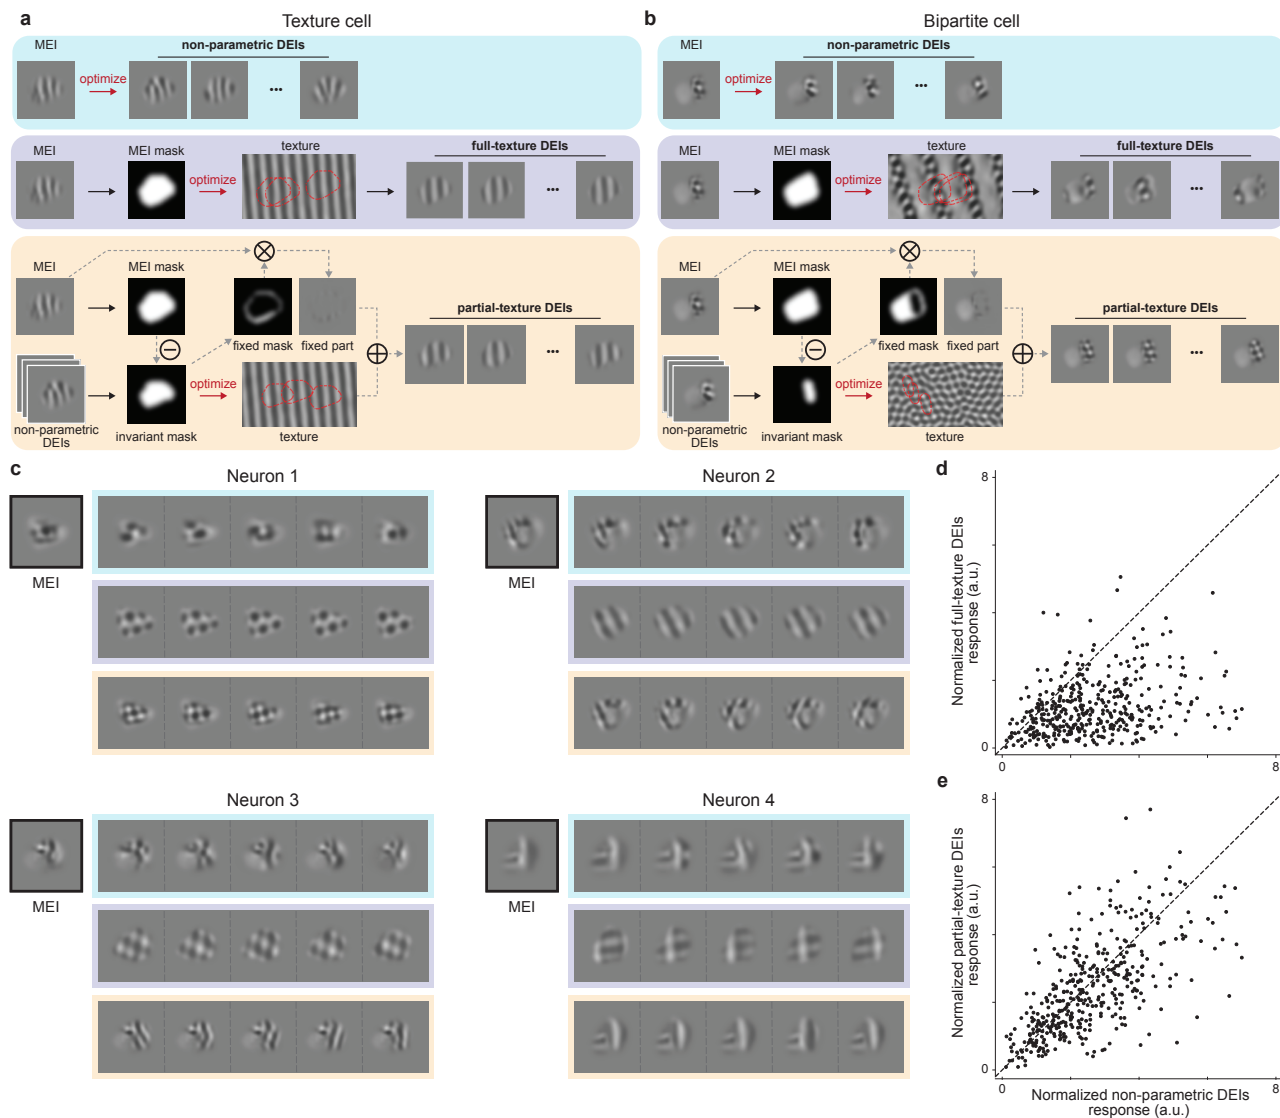 a
Texture cell
MEI
non-parametric DEIs
optimize
...
MEI
MEI mask
optimize
texture
full-texture DEIs
...
MEI
MEI mask
fixed mask
fixed part
partial-texture DEIs
...
non-parametric
DEIs
invariant mask
optimize
texture
b
Bipartite cell
MEI
non-parametric DEIs
optimize
...
MEI
MEI mask
optimize
texture
full-texture DEIs
...
MEI
MEI mask
fixed mask
fixed part
partial-texture DEIs
...
non-parametric
DEIs
invariant mask
optimize
texture
c
Neuron 1
MEI
Neuron 2
MEI
Neuron 3
MEI
Neuron 4
MEI
d
8
Normalized full-texture DEIs
response (a.u.)
0
0
8
e
8
Normalized partial-texture DEIs
response (a.u.)
0
0
8
Normalized non-parametric DEIs
response (a.u.)